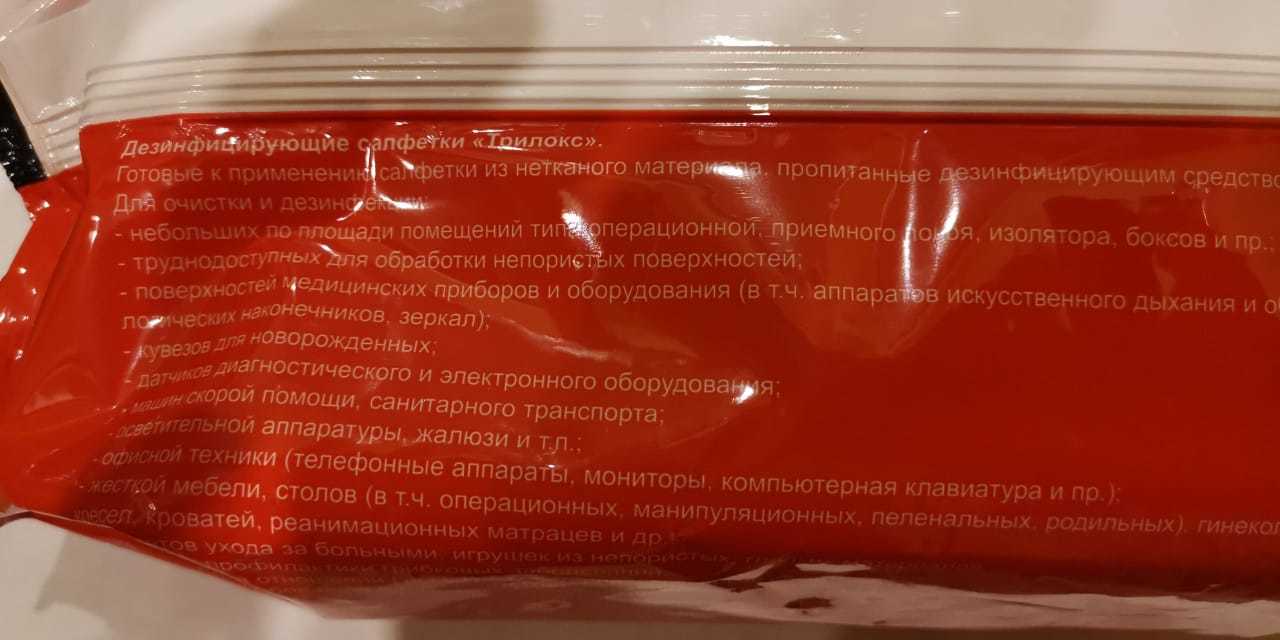 Дезинфицирующие салфетки «Трилокс».
Готовые к применению салфетки из нетканого материала, пропитанные дезинфицирующим средство
Для очистки и дезинфекции:
- небольших по площади помещений типа операционной, приемного покоя, изолятора, боксов и пр.;
- труднодоступных для обработки непористых поверхностей;
- поверхностей медицинских приборов и оборудования (в т.ч. аппаратов искусственного дыхания и о
логических наконечников, зеркал);
- кувезов для новорожденных;
- датчиков диагностического и электронного оборудования;
- машин скорой помощи, санитарного транспорта;
- осветительной аппаратуры, жалюзи и т.п.;
- офисной техники (телефонные аппараты, мониторы, компьютерная клавиатура и пр.);
- жесткой мебели, столов (в т.ч. операционных, манипуляционных, пеленальных, родильных), гинекол
кресел, кроватей, реанимационных матрацев и др.;
ухода за больными, игрушек из непористых
профилактики грибковых